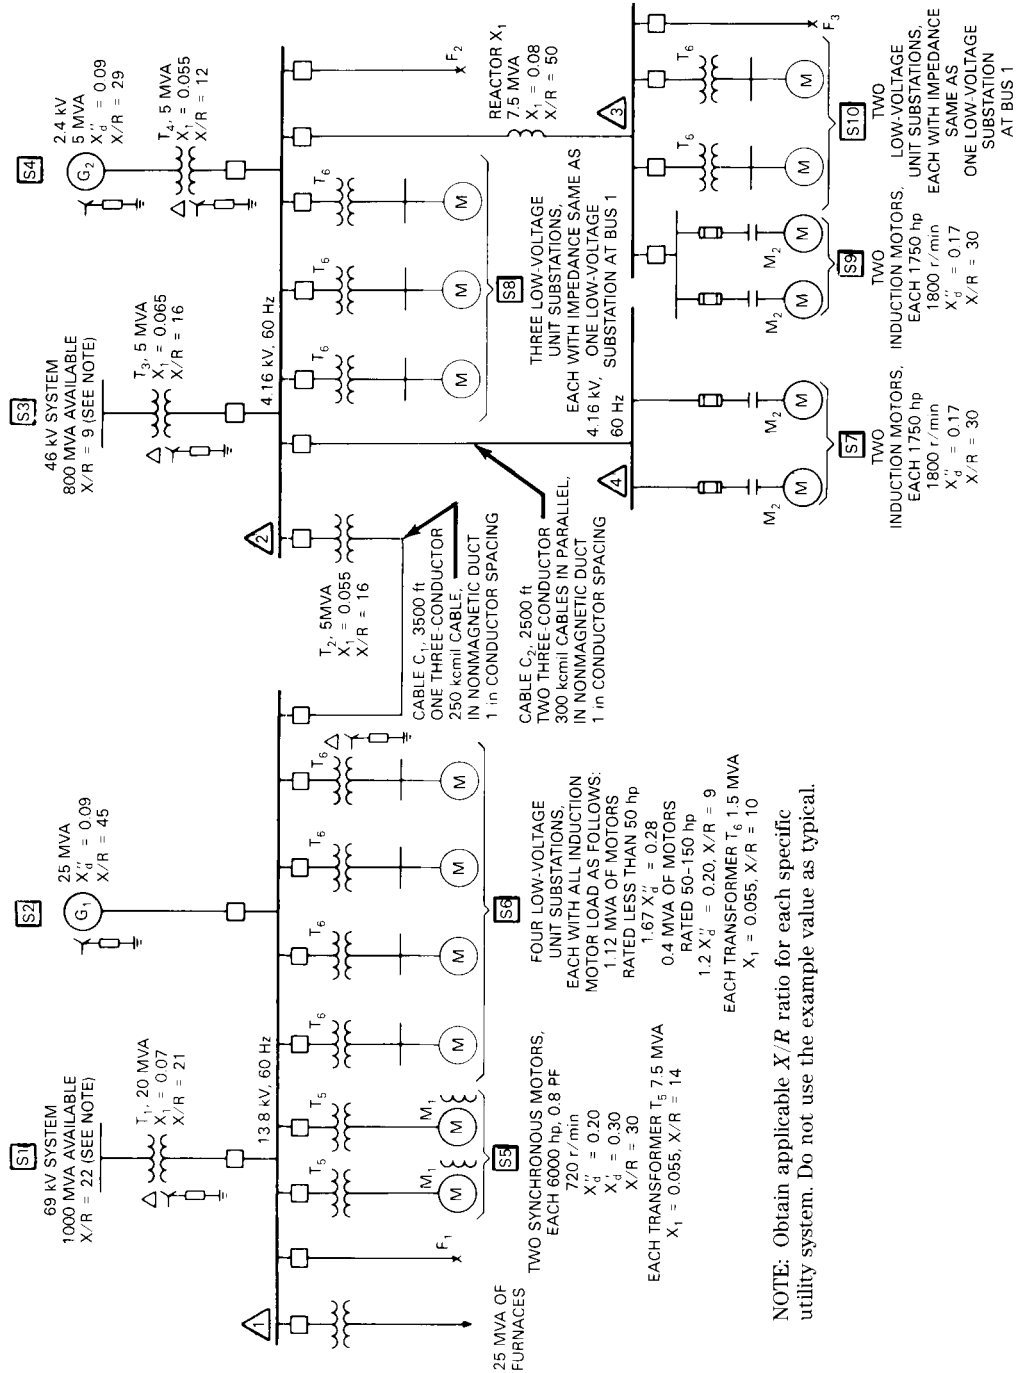 S1
69 kV SYSTEM
1000 MVA AVAILABLE
X/R = 22 (SEE NOTE)
T1, 20 MVA
X1 = 0.07
X/R = 21
S2
G1
25 MVA
X″d = 0.09
X/R = 45
13.8 kV, 60 Hz
1
25 MVA OF
FURNACES
F1
T5
T5
M1
M
M1
M
S5
TWO SYNCHRONOUS MOTORS,
EACH 6000 hp, 0.8 PF
720 r/min
X″d = 0.20
X′d = 0.30
X/R = 30
EACH TRANSFORMER T5 7.5 MVA
X1 = 0.055, X/R = 14
T6
T6
T6
T6
M
M
M
M
S6
FOUR LOW-VOLTAGE
UNIT SUBSTATIONS,
EACH WITH ALL INDUCTION
MOTOR LOAD AS FOLLOWS:
1.12 MVA OF MOTORS
RATED LESS THAN 50 hp
1.67 X″d = 0.28
0.4 MVA OF MOTORS
RATED 50–150 hp
1.2 X″d = 0.20, X/R = 9
EACH TRANSFORMER T6 1.5 MVA
X1 = 0.055, X/R = 10
S3
46 kV SYSTEM
800 MVA AVAILABLE
X/R = 9 (SEE NOTE)
T3, 5 MVA
X1 = 0.065
X/R = 16
S4
G2
2.4 kV
5 MVA
X″d = 0.09
X/R = 29
T4, 5 MVA
X1 = 0.055
X/R = 12
4.16 kV, 60 Hz
2
T2, 5MVA
X1 = 0.055
X/R = 16
CABLE C1, 3500 ft
ONE THREE-CONDUCTOR
250 kcmil CABLE,
IN NONMAGNETIC DUCT
1 in CONDUCTOR SPACING
CABLE C2, 2500 ft
TWO THREE-CONDUCTOR
300 kcmil CABLES IN PARALLEL,
IN NONMAGNETIC DUCT
1 in CONDUCTOR SPACING
T6
T6
T6
M
M
M
S8
THREE LOW-VOLTAGE
UNIT SUBSTATIONS,
EACH WITH IMPEDANCE SAME AS
ONE LOW-VOLTAGE
SUBSTATION AT BUS 1
F2
REACTOR X1
7.5 MVA
X1 = 0.08
X/R = 50
4.16 kV,
60 Hz
4
M2
M
M2
M
S7
TWO
INDUCTION MOTORS,
EACH 1750 hp
1800 r/min
X″d = 0.17
X/R = 30
3
M2
M
M2
M
S9
TWO
INDUCTION MOTORS,
EACH 1750 hp
1800 r/min
X″d = 0.17
X/R = 30
T6
T6
M
M
F3
S10
TWO
LOW-VOLTAGE
UNIT SUBSTATIONS,
EACH WITH IMPEDANCE
SAME AS
ONE LOW-VOLTAGE
SUBSTATION
AT BUS 1
NOTE: Obtain applicable X/R ratio for each specific
utility system. Do not use the example value as typical.